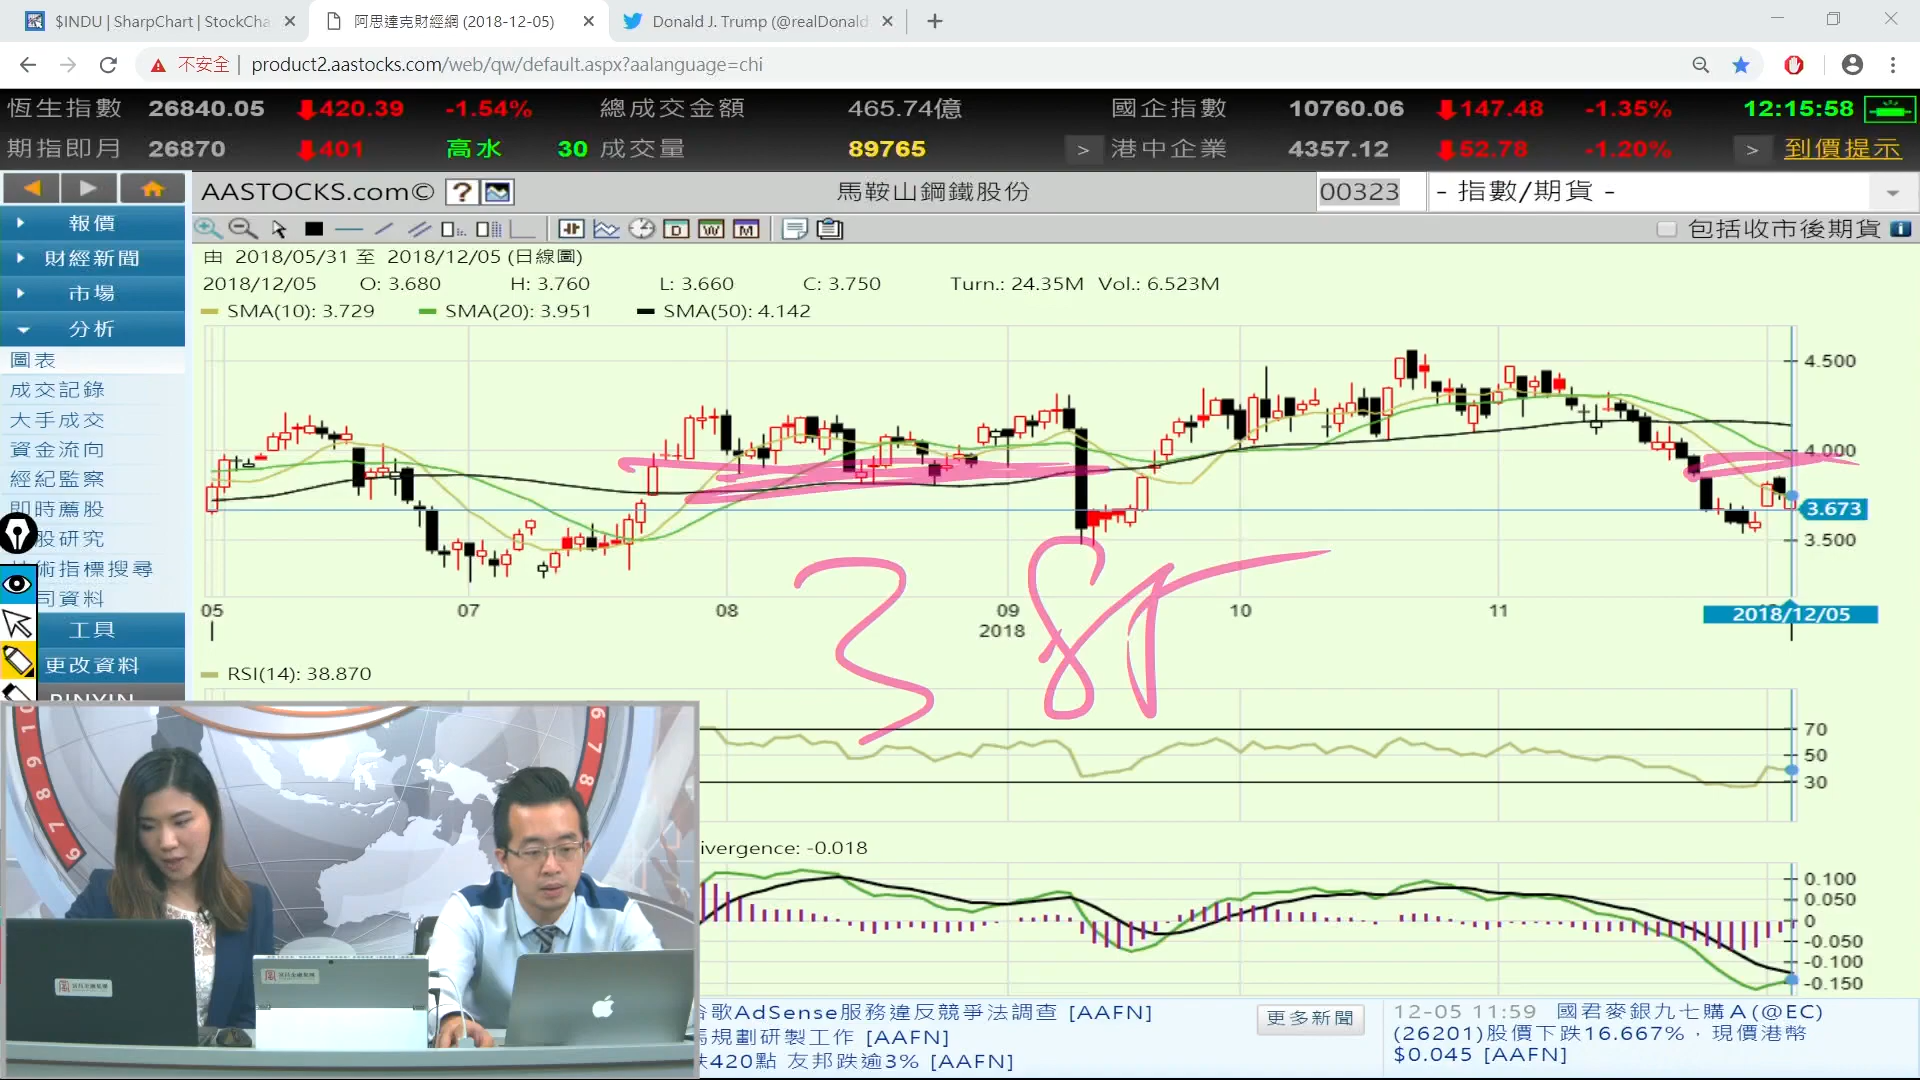 $INDU | SharpChart | StockCha
阿思達克財經網 (2018-12-05)
Donald J. Trump (@realDonald
不安全
product2.aastocks.com/web/qw/default.aspx?aalanguage=chi
恆生指數 26840.05 420.39 -1.54% 總成交金額 465.74億 國企指數 10760.06 147.48 -1.35% 12:15:58
期指即月 26870 401 高水 30 成交量 89765 > 港中企業 4357.12 52.78 -1.20% > 到價提示
AASTOCKS.com© ? 馬鞍山鋼鐵股份 00323 - 指數/期貨 -
D W M 包括收市後期貨 i
報價
財經新聞
市場
分析
圖表
成交記錄
大手成交
資金流向
經紀監察
即時薦股
股研究
術指標搜尋
司資料
工具
更改資料
由 2018/05/31 至 2018/12/05 (日線圖)
2018/12/05 O: 3.680 H: 3.760 L: 3.660 C: 3.750 Turn.: 24.35M Vol.: 6.523M
SMA(10): 3.729 SMA(20): 3.951 SMA(50): 4.142
4.500
4.000
3.673
3.500
05 07 08 09 10 11 2018/12/05
2018
RSI(14): 38.870
70
50
30
ivergence: -0.018
0.100
0.050
0
-0.050
-0.100
-0.150
歌AdSense服務違反競爭法調查 [AAFN]
規劃研製工作 [AAFN]
420點 友邦跌逾3% [AAFN]
更多新聞
12-05 11:59 國君麥銀九七購A(@EC)
(26201)股價下跌16.667%，現價港幣
$0.045 [AAFN]